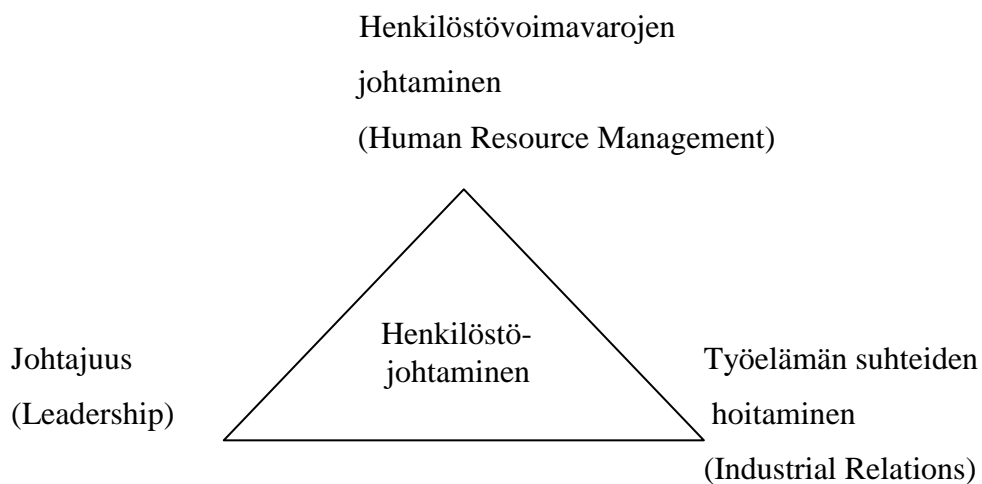 Henkilöstövoimavarojen
johtaminen
(Human Resource Management)
Henkilöstö-
johtaminen
Johtajuus
(Leadership)
Työelämän suhteiden
hoitaminen
(Industrial Relations)